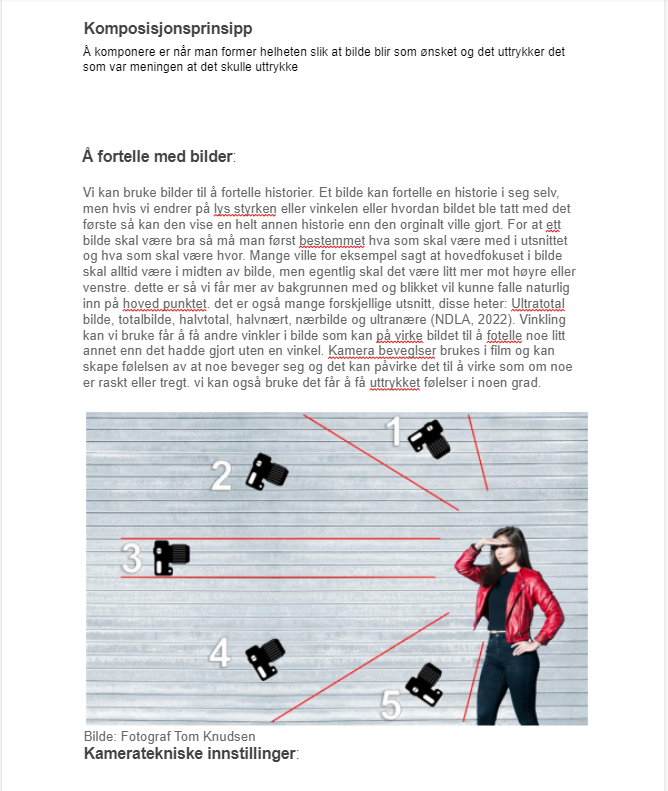 Komposisjonsprinsipp
Å komponere er når man former helheten slik at bilde blir som ønsket og det uttrykker det
som var meningen at det skulle uttrykke
Å fortelle med bilder:
Vi kan bruke bilder til å fortelle historier. Et bilde kan fortelle en historie i seg selv,
men hvis vi endrer på lys styrken eller vinkelen eller hvordan bildet ble tatt med det
første så kan den vise en helt annen historie enn den orginalt ville gjort. For at ett
bilde skal være bra så må man først bestemmet hva som skal være med i utsnittet
og hva som skal være hvor. Mange ville for eksempel sagt at hovedfokuset i bilde
skal alltid være i midten av bilde, men egentlig skal det være litt mer mot høyre eller
venstre. dette er så vi får mer av bakgrunnen med og blikket vil kunne falle naturlig
inn på hoved punktet. det er også mange forskjellige utsnitt, disse heter: Ultratotal
bilde, totalbilde, halvtotal, halvnært, nærbilde og ultranære (NDLA, 2022). Vinkling
kan vi bruke får å få andre vinkler i bilde som kan på virke bildet til å fotelle noe litt
annet enn det hadde gjort uten en vinkel. Kamera beveglser brukes i film og kan
skape følelsen av at noe beveger seg og det kan påvirke det til å virke som om noe
er raskt eller tregt. vi kan også bruke det får å få uttrykket følelser i noen grad.
1
2
3
4
5
Bilde: Fotograf Tom Knudsen
Kameratekniske innstillinger: